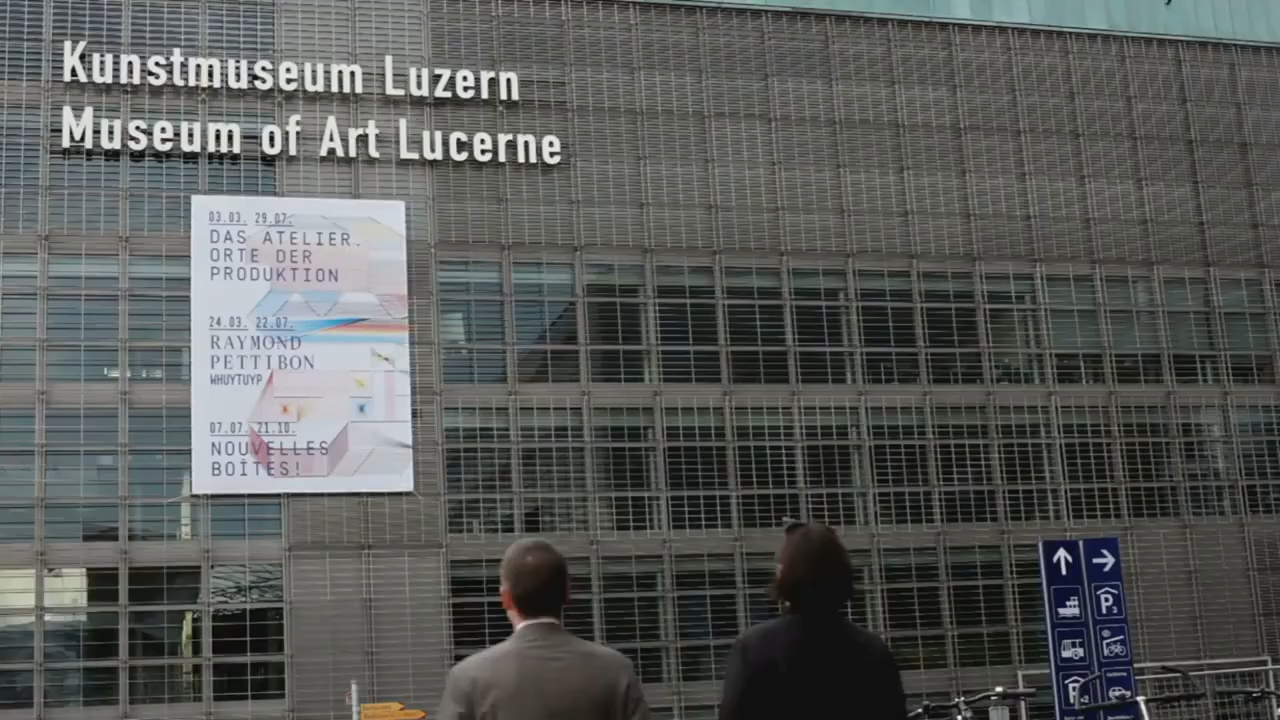 Kunstmuseum Luzern
Museum of Art Lucerne
03.03. 29.07.
DAS ATELIER.
ORTE DER
PRODUKTION
24.03. 22.07.
RAYMOND
PETTIBON
WHUYTUYP
07.07. 21.10.
NOUVELLES
BOÎTES!
P3